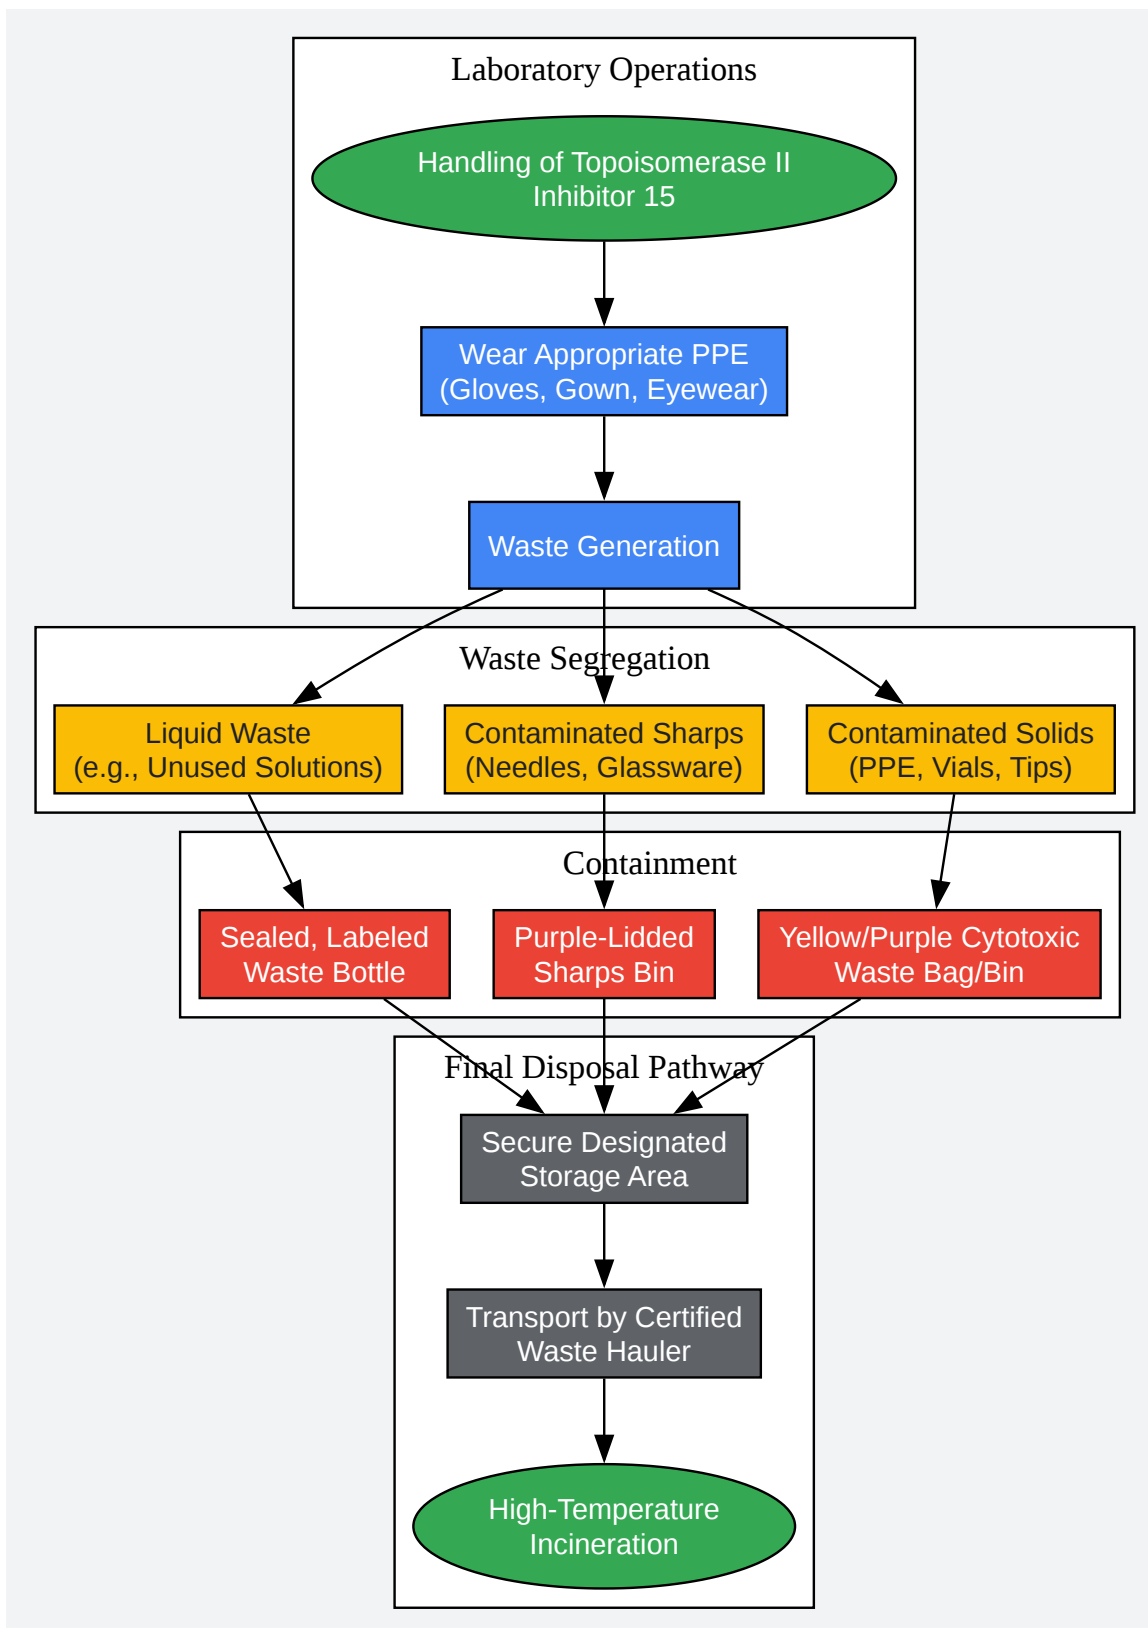 Laboratory Operations
Handling of Topoisomerase II
Inhibitor 15
Wear Appropriate PPE
(Gloves, Gown, Eyewear)
Waste Generation
Waste Segregation
Liquid Waste
(e.g., Unused Solutions)
Contaminated Sharps
(Needles, Glassware)
Contaminated Solids
(PPE, Vials, Tips)
Containment
Sealed, Labeled
Waste Bottle
Purple-Lidded
Sharps Bin
Yellow/Purple Cytotoxic
Waste Bag/Bin
Final Disposal Pathway
Secure Designated
Storage Area
Transport by Certified
Waste Hauler
High-Temperature
Incineration